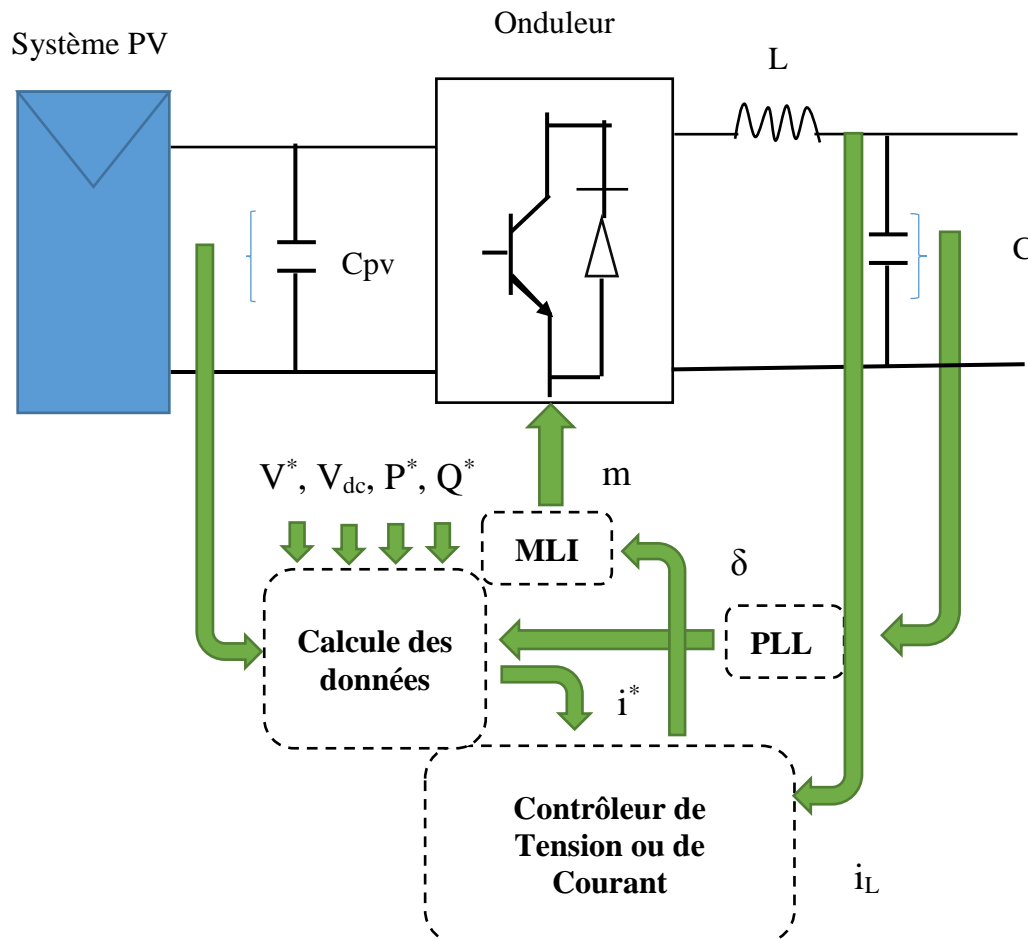 Onduleur
Système PV
L
Cpv
C
V*, Vdc, P*, Q*
m
MLI
δ
Calcule des
données
PLL
i*
Contrôleur de
Tension ou de
Courant
iL